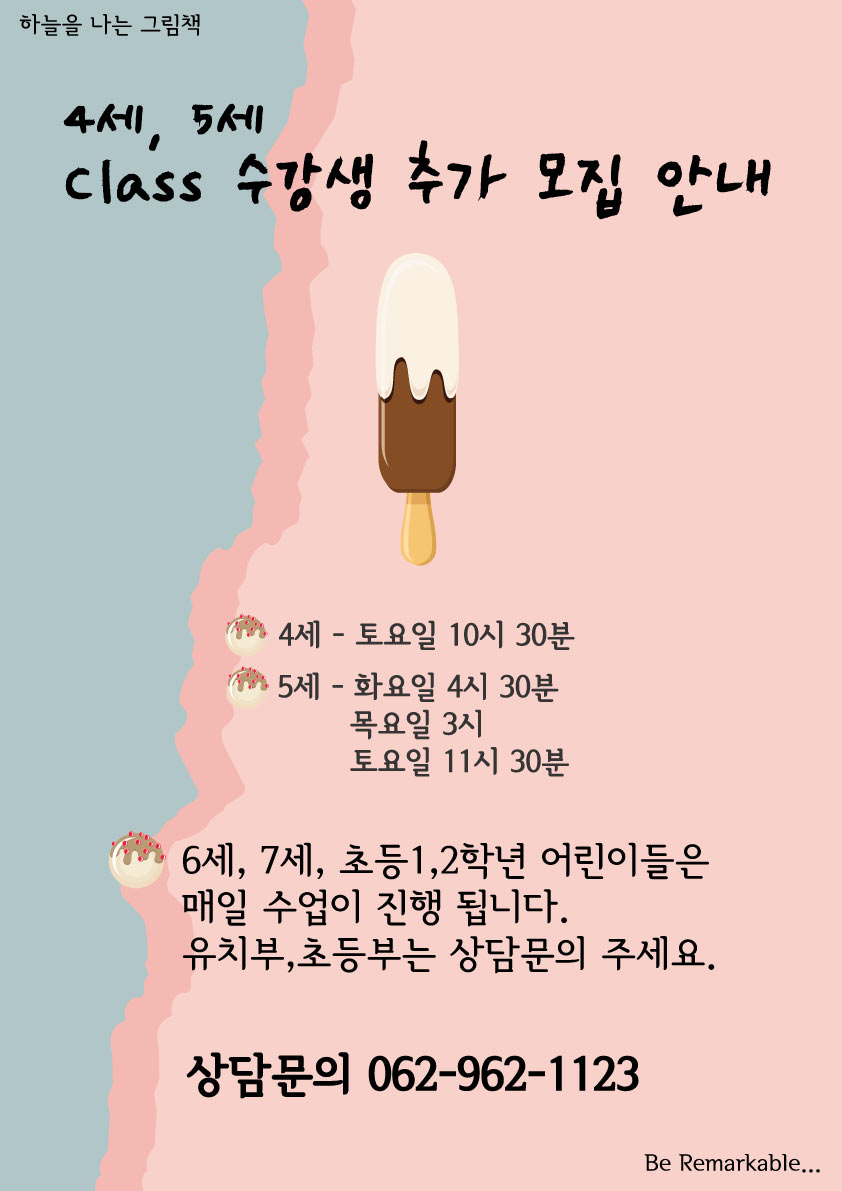 하늘을 나는 그림책
4세, 5세
class 수강생 추가 모집 안내
4세 - 토요일 10시 30분
5세 - 화요일 4시 30분
목요일 3시
토요일 11시 30분
6세, 7세, 초등1,2학년 어린이들은
매일 수업이 진행 됩니다.
유치부,초등부는 상담문의 주세요.
상담문의 062-962-1123
Be Remarkable...